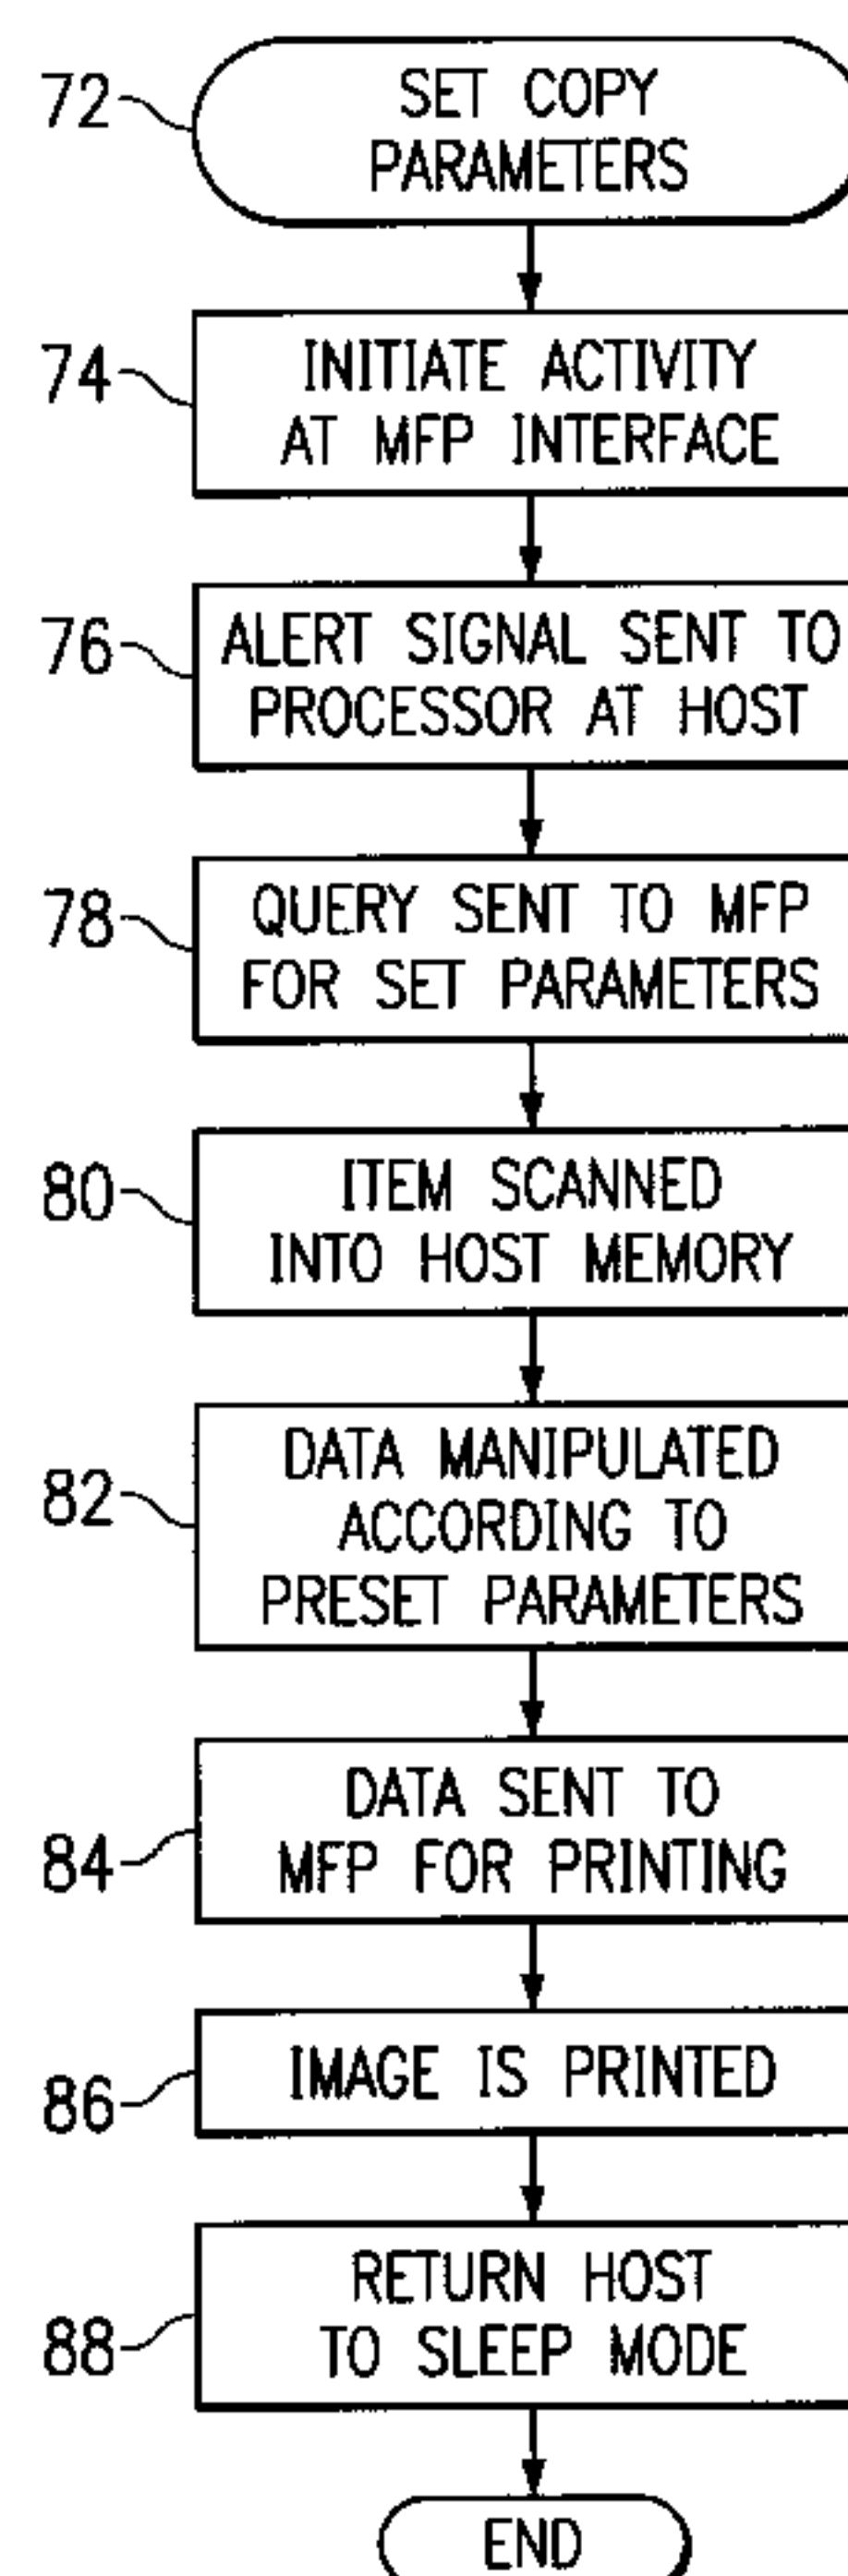 72
SET COPY
PARAMETERS
74
INITIATE ACTIVITY
AT MFP INTERFACE
76
ALERT SIGNAL SENT TO
PROCESSOR AT HOST
78
QUERY SENT TO MFP
FOR SET PARAMETERS
80
ITEM SCANNED
INTO HOST MEMORY
82
DATA MANIPULATED
ACCORDING TO
PRESET PARAMETERS
84
DATA SENT TO
MFP FOR PRINTING
86
IMAGE IS PRINTED
88
RETURN HOST
TO SLEEP MODE
END